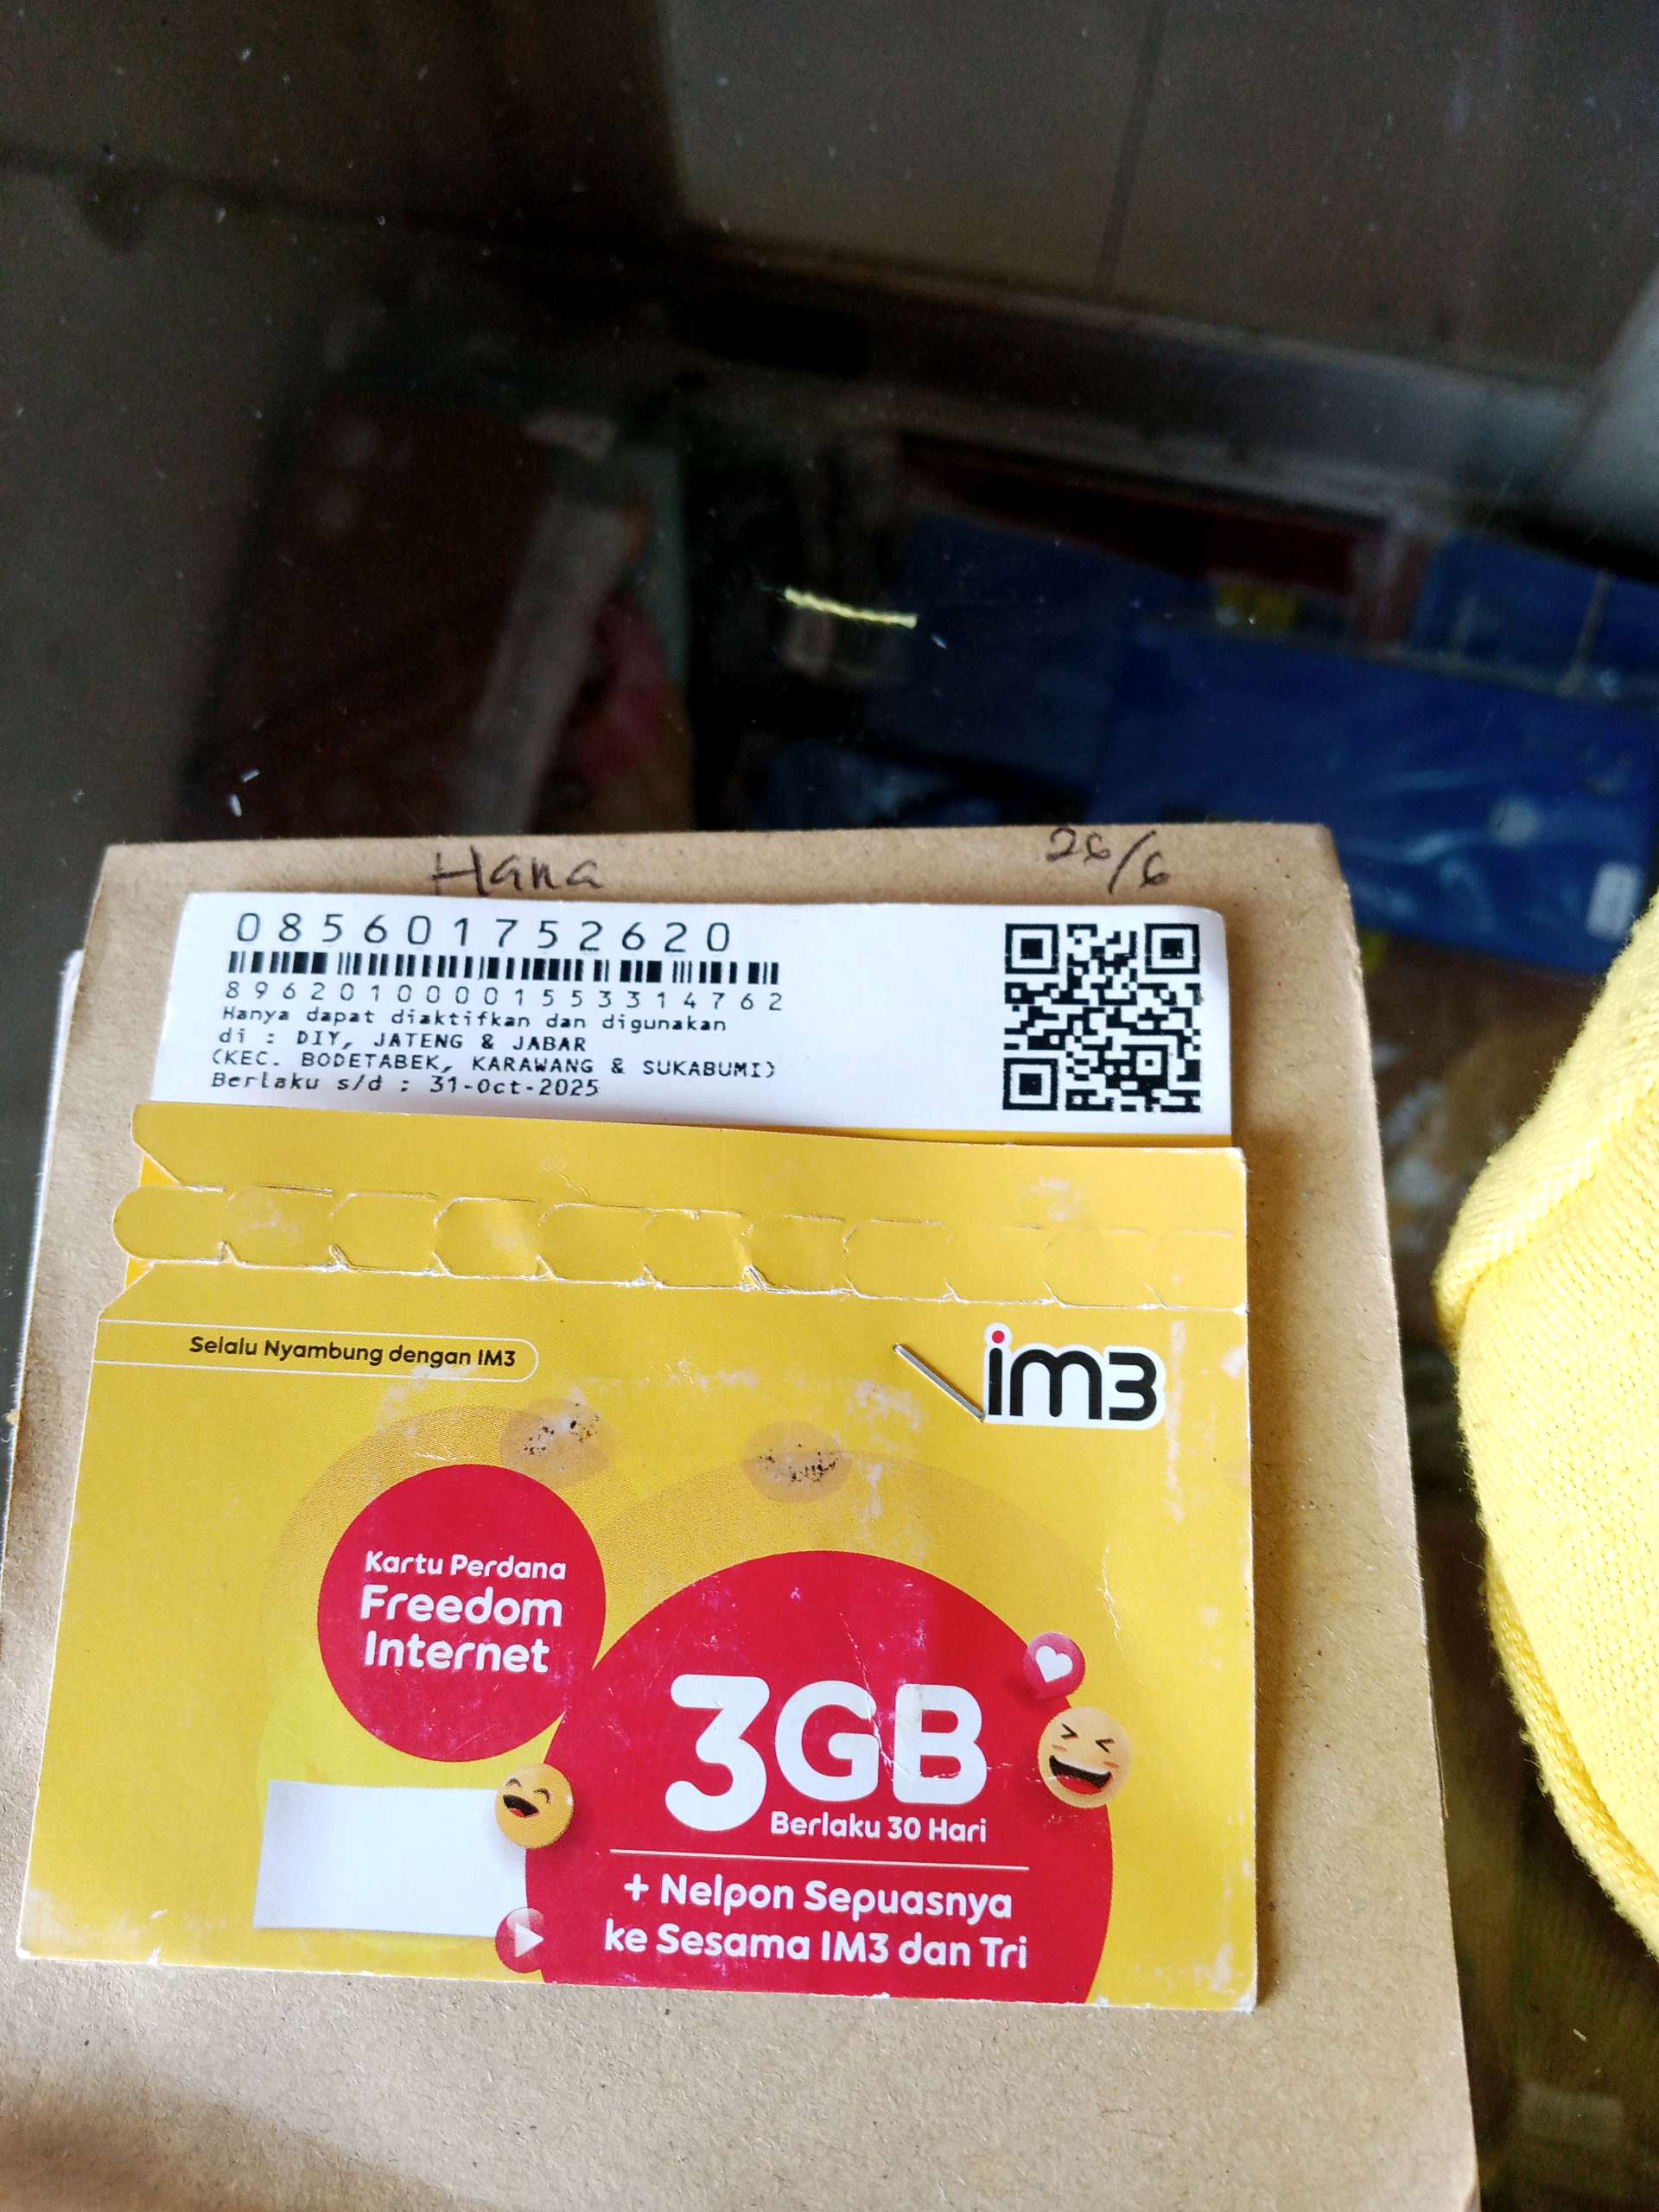 Hana 26/6
085601752620
89620100001553314762
Hanya dapat diaktifkan dan digunakan
di : DIY, JATENG & JABAR
(KEC. BODETABEK, KARAWANG & SUKABUMI)
Berlaku s/d : 31-Oct-2025
Selalu Nyambung dengan IM3
im3
Kartu Perdana
Freedom
Internet
3GB
Berlaku 30 Hari
+ Nelpon Sepuasnya
ke Sesama IM3 dan Tri